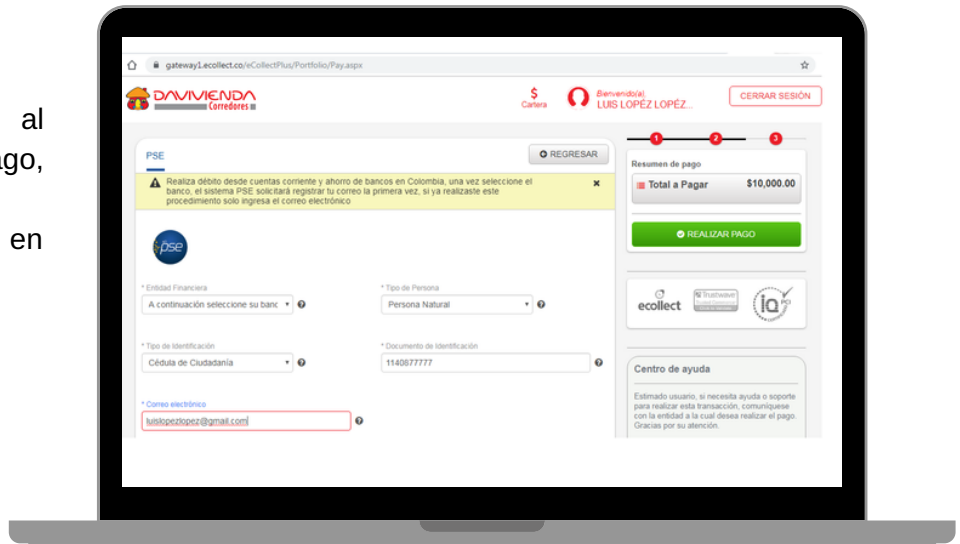 al
ago,
en
gateway1.ecollect.co/eCollectPlus/Portfolio/Pay.aspx
DAVIVIENDA
Corredores
$
Cartera
Bienvenido(a),
LUIS LOPÉZ LOPÉZ...
CERRAR SESIÓN
PSE
REGRESAR
Realiza débito desde cuentas corriente y ahorro de bancos en Colombia, una vez seleccione el
banco, el sistema PSE solicitará registrar tu correo la primera vez, si ya realizaste este
procedimiento solo ingresa el correo electrónico
pse
* Entidad Financiera
A continuación seleccione su banc
* Tipo de Persona
Persona Natural
* Tipo de Identificación
Cédula de Ciudadanía
* Documento de Identificación
1140877777
* Correo electrónico
luislopezlopez@gmail.com
1 2 3
Resumen de pago
Total a Pagar $10,000.00
REALIZAR PAGO
ecollect
Trustwave
iQ PCI
Centro de ayuda
Estimado usuario, si necesita ayuda o soporte
para realizar esta transacción, comuníquese
con la entidad a la cual desea realizar el pago.
Gracias por su atención.